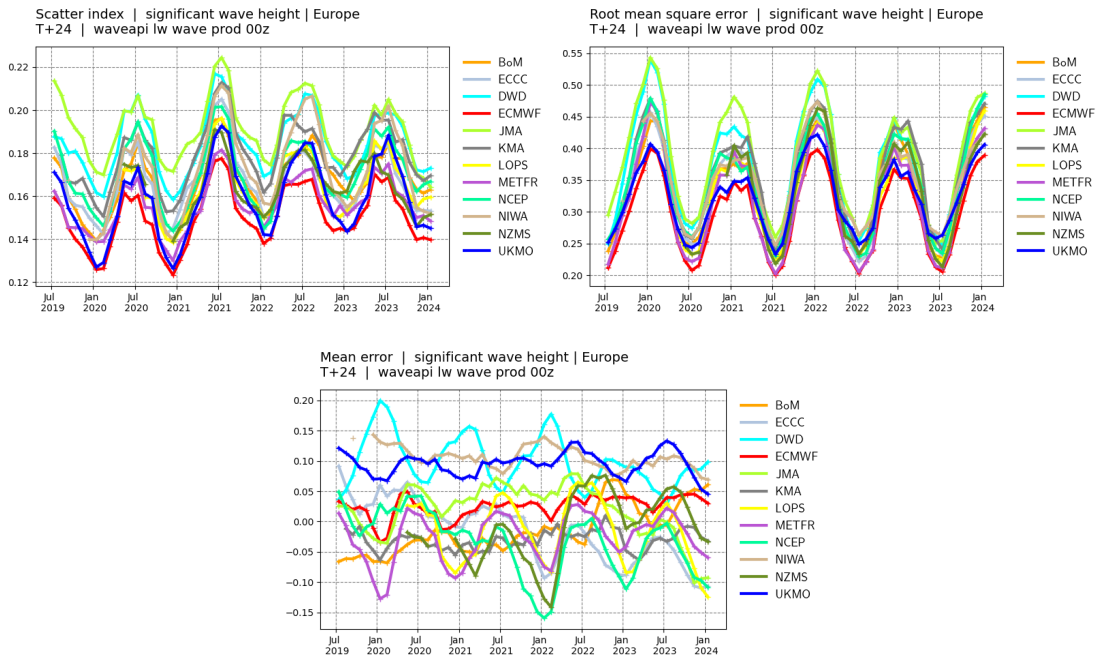 Scatter index | significant wave height | Europe
T+24 | waveapi lw wave prod 00z
0.22
0.20
0.18
0.16
0.14
0.12
Jul 2019
Jan 2020
Jul 2020
Jan 2021
Jul 2021
Jan 2022
Jul 2022
Jan 2023
Jul 2023
Jan 2024
BoM
ECCC
DWD
ECMWF
JMA
KMA
LOPS
METFR
NCEP
NIWA
NZMS
UKMO
Root mean square error | significant wave height | Europe
T+24 | waveapi lw wave prod 00z
0.55
0.50
0.45
0.40
0.35
0.30
0.25
0.20
Jul 2019
Jan 2020
Jul 2020
Jan 2021
Jul 2021
Jan 2022
Jul 2022
Jan 2023
Jul 2023
Jan 2024
BoM
ECCC
DWD
ECMWF
JMA
KMA
LOPS
METFR
NCEP
NIWA
NZMS
UKMO
Mean error | significant wave height | Europe
T+24 | waveapi lw wave prod 00z
0.20
0.15
0.10
0.05
0.00
−0.05
−0.10
−0.15
Jul 2019
Jan 2020
Jul 2020
Jan 2021
Jul 2021
Jan 2022
Jul 2022
Jan 2023
Jul 2023
Jan 2024
BoM
ECCC
DWD
ECMWF
JMA
KMA
LOPS
METFR
NCEP
NIWA
NZMS
UKMO